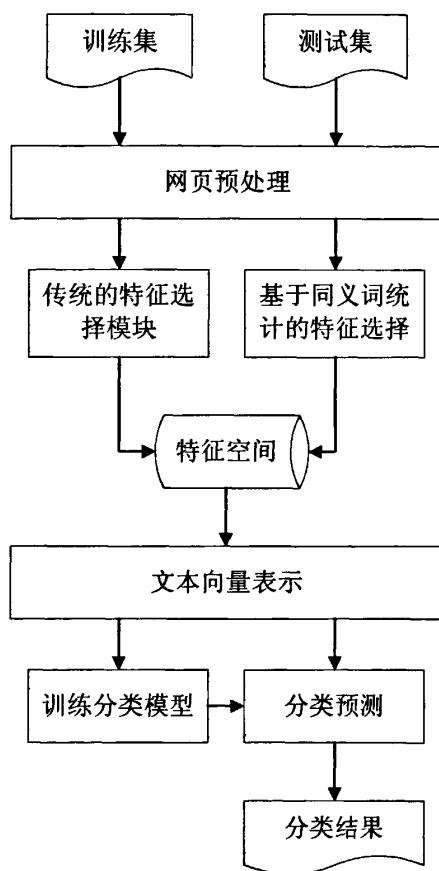 训练集
测试集
网页预处理
传统的特征选
择模块
基于同义词统
计的特征选择
特征空间
文本向量表示
训练分类模型
分类预测
分类结果